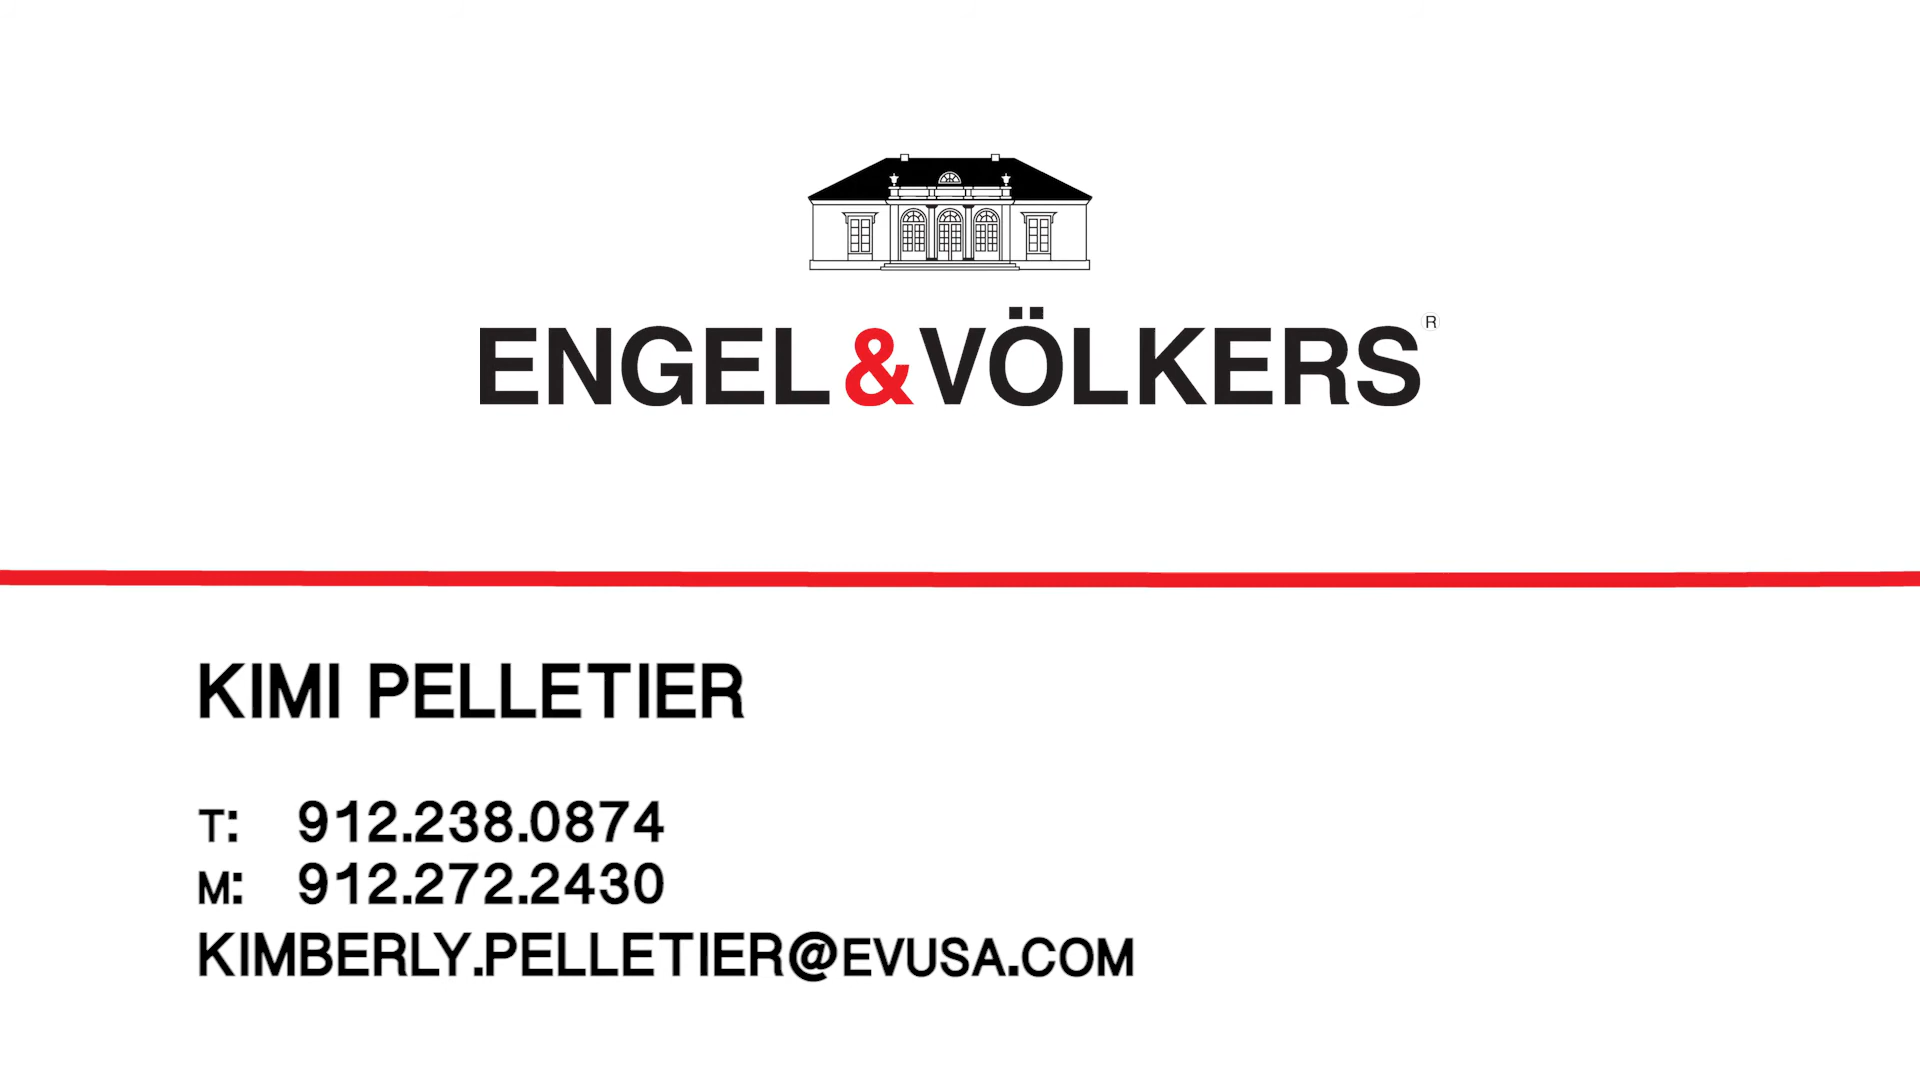 ENGEL&VÖLKERS®
KIMI PELLETIER
T: 912.238.0874
M: 912.272.2430
KIMBERLY.PELLETIER@EVUSA.COM